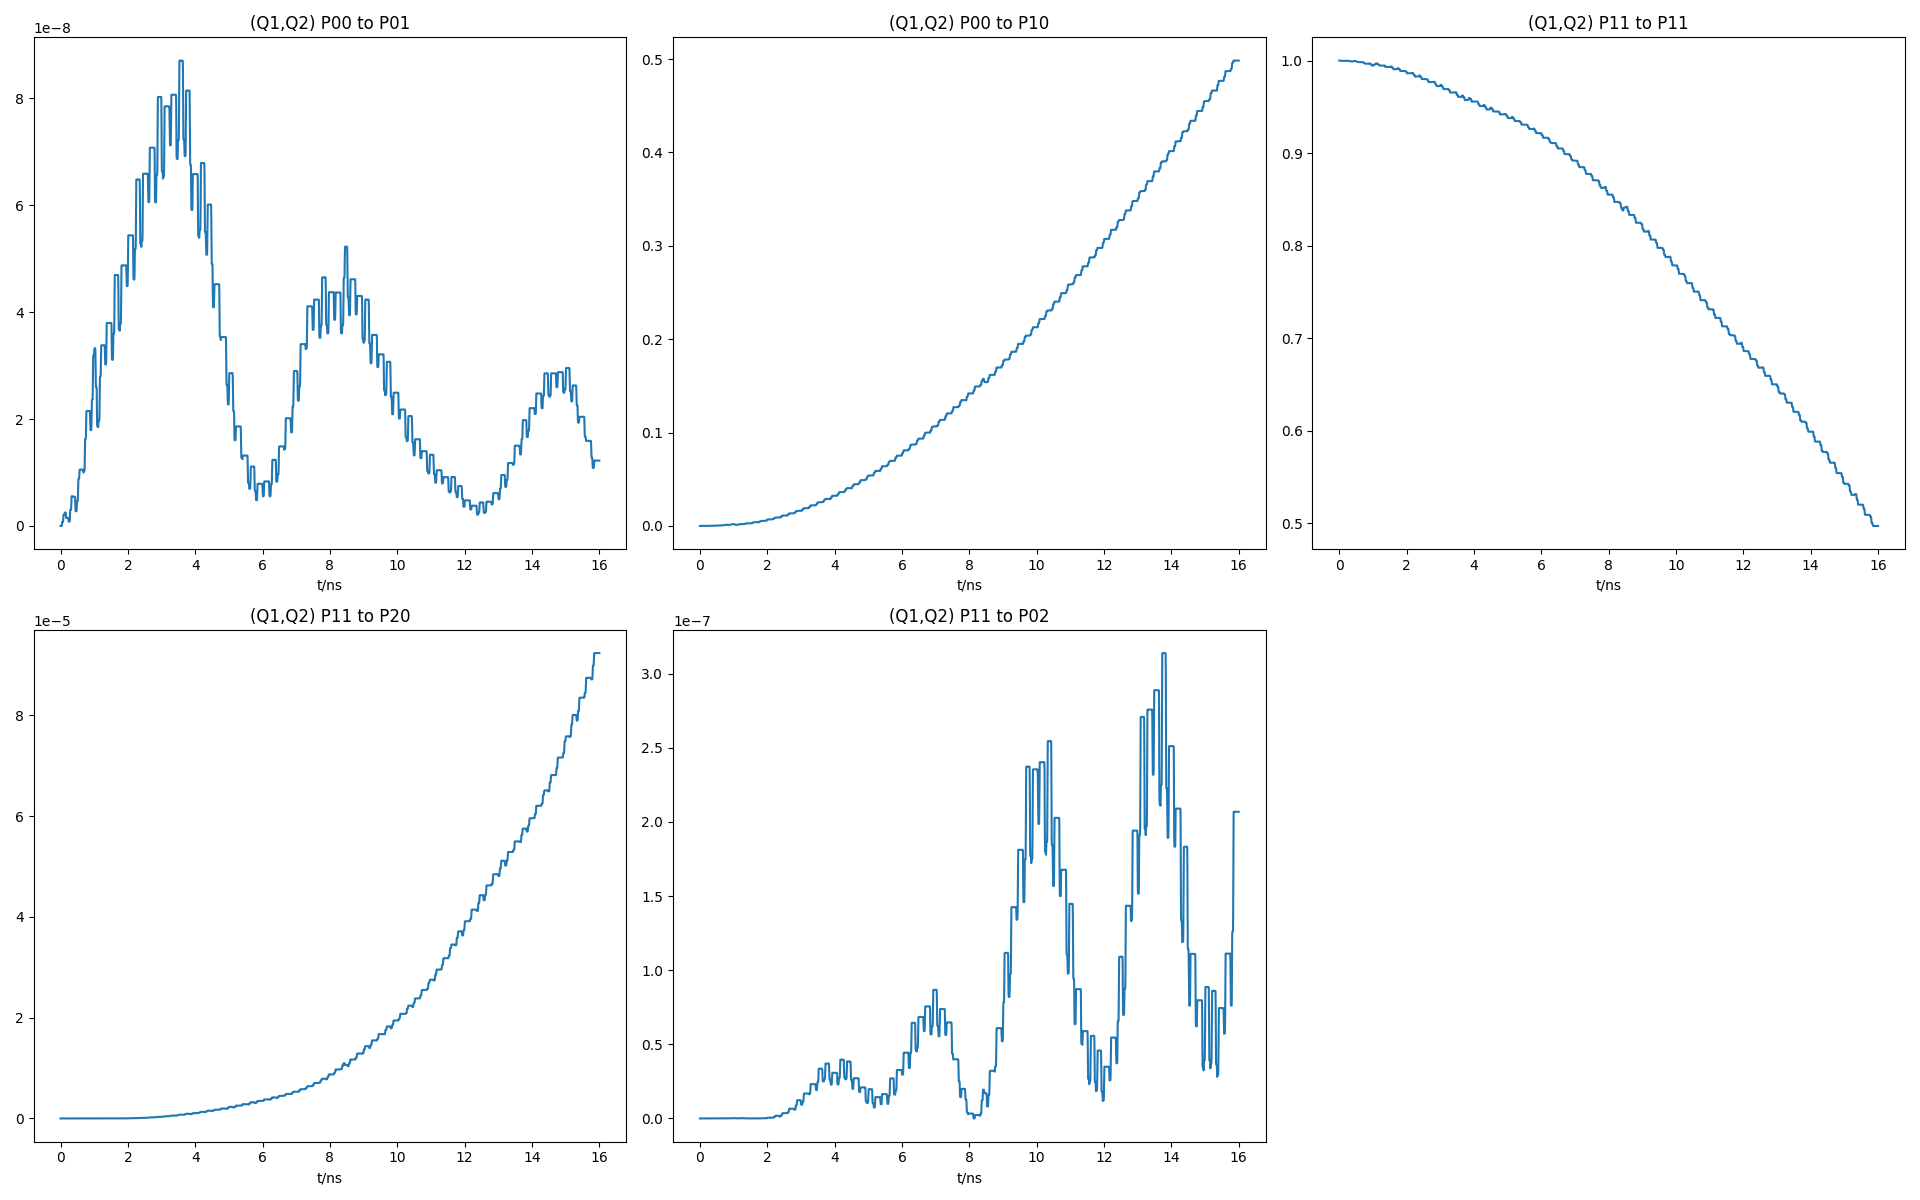 (Q1,Q2) P00 to P01
1e−8
8
6
4
2
0
0 2 4 6 8 10 12 14 16
t/ns
(Q1,Q2) P00 to P10
0.5
0.4
0.3
0.2
0.1
0.0
0 2 4 6 8 10 12 14 16
t/ns
(Q1,Q2) P11 to P11
1.0
0.9
0.8
0.7
0.6
0.5
0 2 4 6 8 10 12 14 16
t/ns
(Q1,Q2) P11 to P20
1e−5
8
6
4
2
0
0 2 4 6 8 10 12 14 16
t/ns
(Q1,Q2) P11 to P02
1e−7
3.0
2.5
2.0
1.5
1.0
0.5
0.0
0 2 4 6 8 10 12 14 16
t/ns